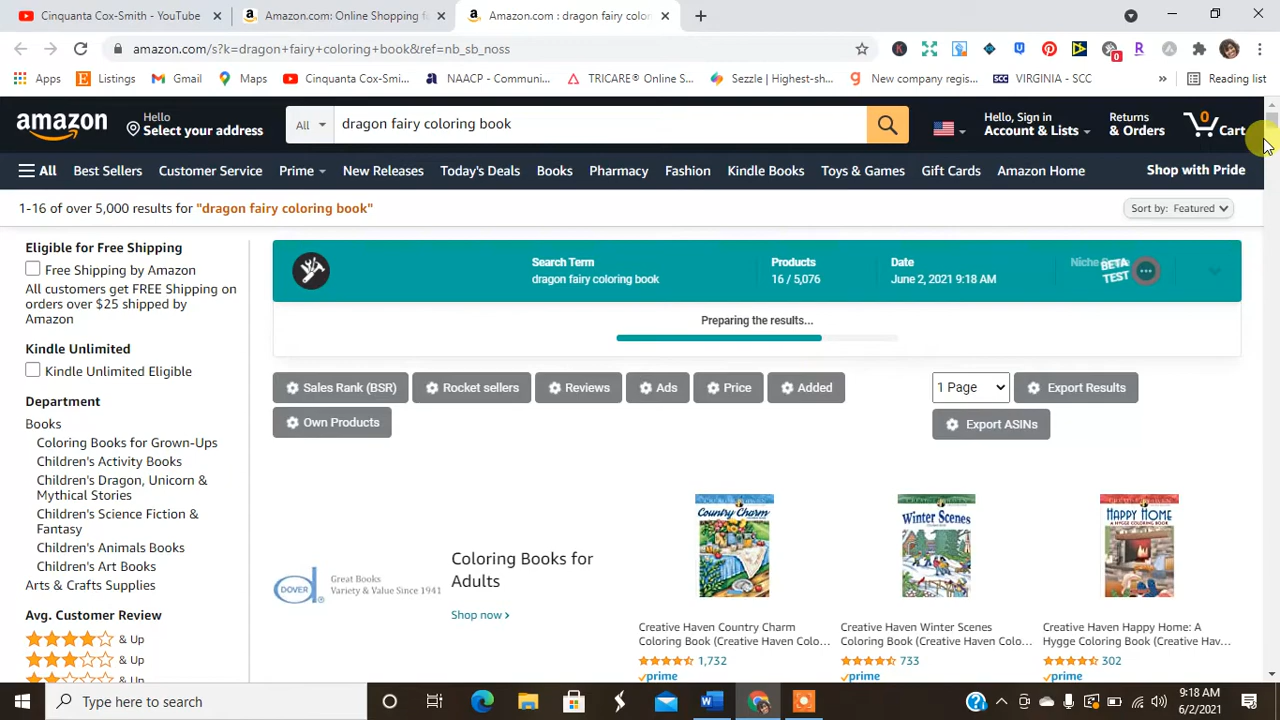 Cinquanta Cox-Smith - YouTube
Amazon.com: Online Shopping f
Amazon.com : dragon fairy color
amazon.com/s?k=dragon+fairy+coloring+book&ref=nb_sb_noss
Apps
Listings
Gmail
Maps
Cinquanta Cox-Smi...
NAACP - Communi...
TRICARE® Online S...
Sezzle | Highest-sh...
New company regis...
SCC VIRGINIA - SCC
»
Reading list
amazon
Hello
Select your address
All
dragon fairy coloring book
Hello, Sign in
Account & Lists
Returns
& Orders
0
Cart
All
Best Sellers
Customer Service
Prime
New Releases
Today's Deals
Books
Pharmacy
Fashion
Kindle Books
Toys & Games
Gift Cards
Amazon Home
Shop with Pride
1-16 of over 5,000 results for "dragon fairy coloring book"
Sort by: Featured
Eligible for Free Shipping
Free Shipping by Amazon
All customers get FREE Shipping on
orders over $25 shipped by
Amazon
Kindle Unlimited
Kindle Unlimited Eligible
Department
Books
Coloring Books for Grown-Ups
Children's Activity Books
Children's Dragon, Unicorn &
Mythical Stories
Children's Science Fiction &
Fantasy
Children's Animals Books
Children's Art Books
Arts & Crafts Supplies
Avg. Customer Review
& Up
& Up
& Up
Search Term
dragon fairy coloring book
Products
16 / 5,076
Date
June 2, 2021 9:18 AM
Niche
BETA
TEST
Preparing the results...
Sales Rank (BSR)
Rocket sellers
Reviews
Ads
Price
Added
1 Page
Export Results
Own Products
Export ASINs
DOVER
Great Books
Variety & Value Since 1941
Coloring Books for
Adults
Shop now ›
Country Charm
Winter Scenes
HAPPY HOME
Creative Haven Country Charm
Coloring Book (Creative Haven Colo...
1,732
prime
Creative Haven Winter Scenes
Coloring Book (Creative Haven Colo...
733
prime
Creative Haven Happy Home: A
Hygge Coloring Book (Creative Hav...
302
prime
Type here to search
9:18 AM
6/2/2021